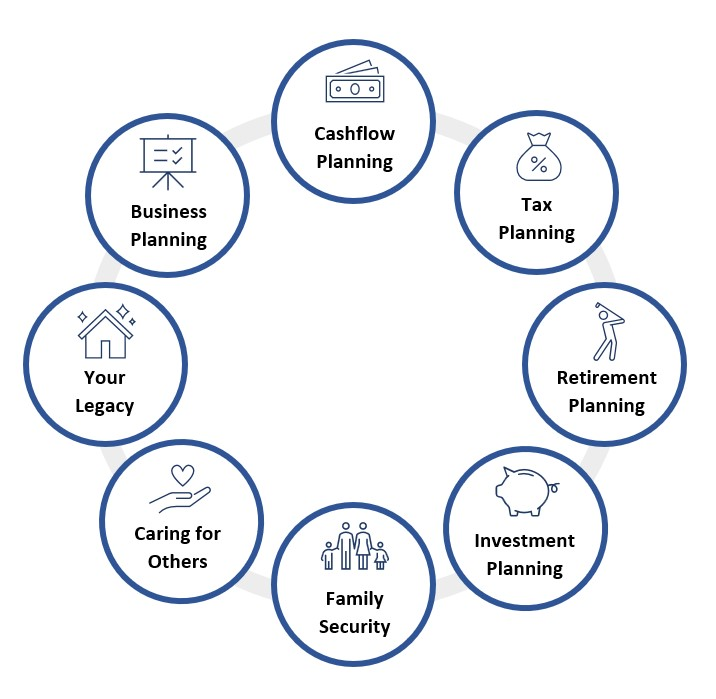 Cashflow
Planning
Tax
Planning
Retirement
Planning
Investment
Planning
Family
Security
Caring for
Others
Your
Legacy
Business
Planning